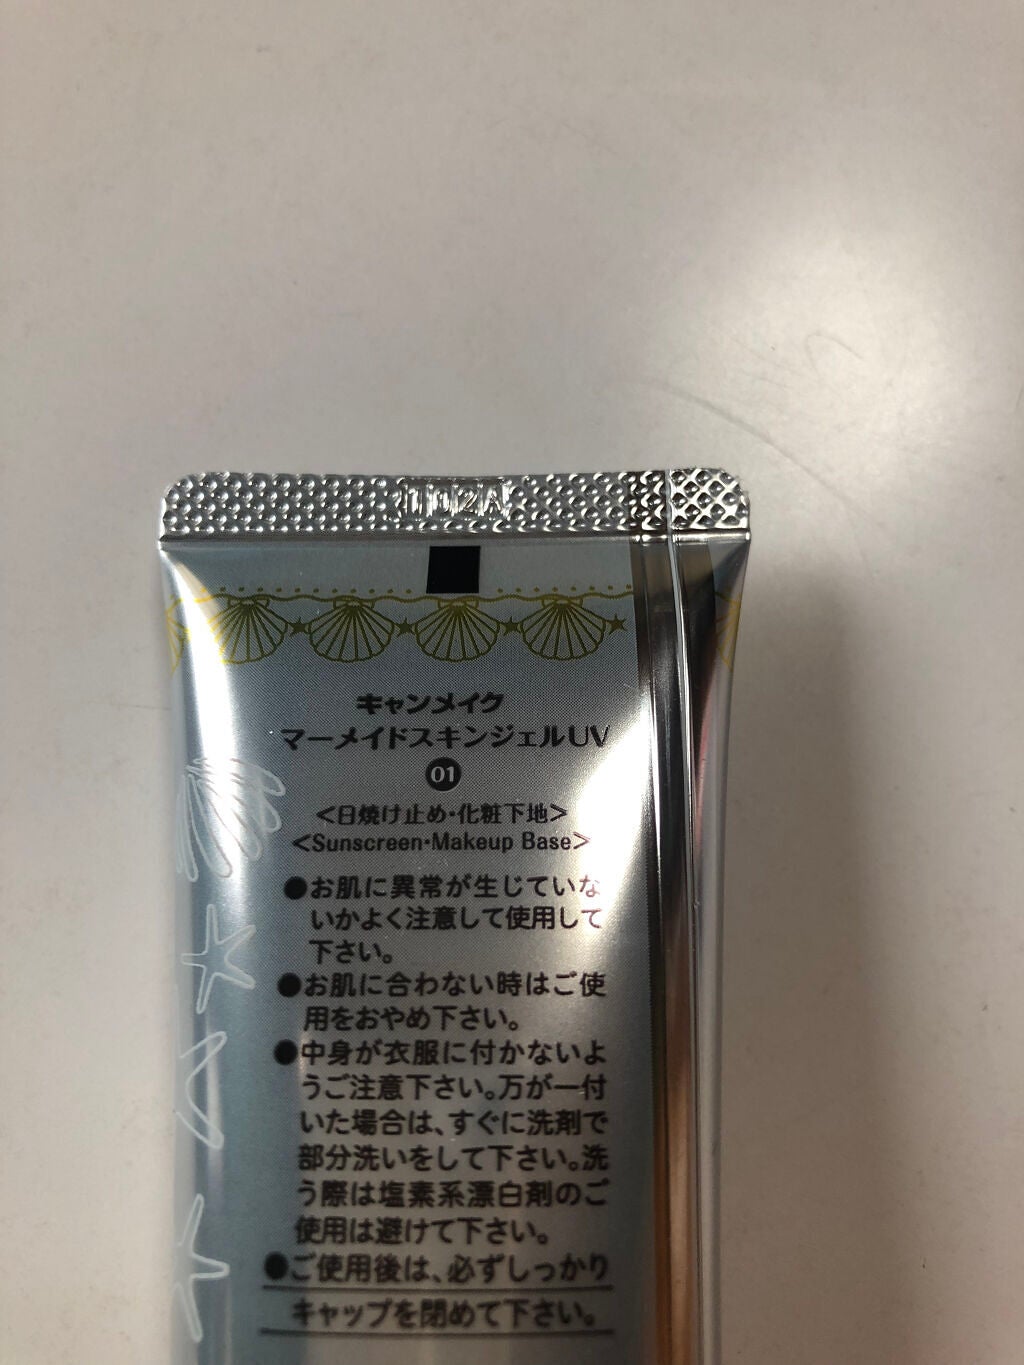 102A
キャンメイク
マーメイドスキンジェルUV
01
<日焼け止め・化粧下地>
<Sunscreen・Makeup Base>
●お肌に異常が生じていな
いかよく注意して使用して
下さい。
●お肌に合わない時はご使
用をおやめ下さい。
●中身が衣服に付かないよ
うご注意下さい。万が一付
いた場合は、すぐに洗剤で
部分洗いをして下さい。洗
う際は塩素系漂白剤のご
使用は避けて下さい。
●ご使用後は、必ずしっかり
キャップを閉めて下さい。